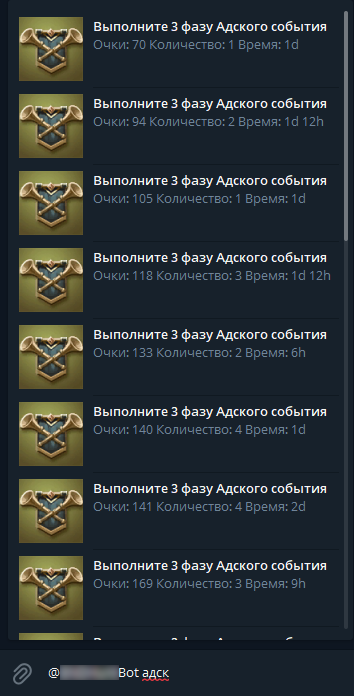 Выполните 3 фазу Адского события
Очки: 70 Количество: 1 Время: 1d
Выполните 3 фазу Адского события
Очки: 94 Количество: 2 Время: 1d 12h
Выполните 3 фазу Адского события
Очки: 105 Количество: 1 Время: 1d
Выполните 3 фазу Адского события
Очки: 118 Количество: 3 Время: 1d 12h
Выполните 3 фазу Адского события
Очки: 133 Количество: 2 Время: 6h
Выполните 3 фазу Адского события
Очки: 140 Количество: 4 Время: 1d
Выполните 3 фазу Адского события
Очки: 141 Количество: 4 Время: 2d
Выполните 3 фазу Адского события
Очки: 169 Количество: 3 Время: 9h
@Bot адск